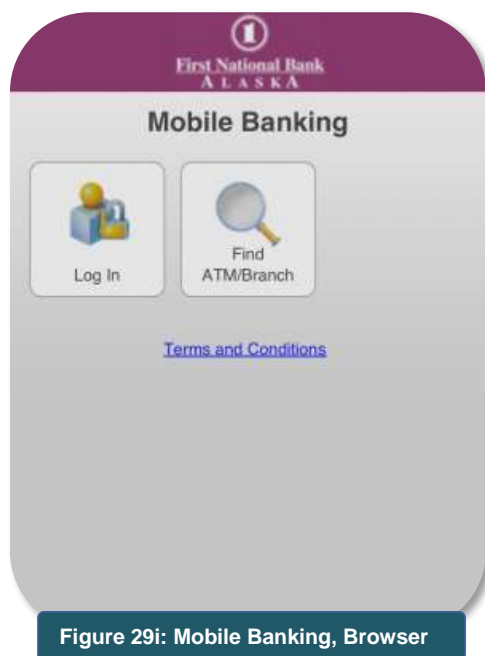 1
First National Bank
ALASKA
Mobile Banking
Log In
Find
ATM/Branch
Terms and Conditions
Figure 29i: Mobile Banking, Browser